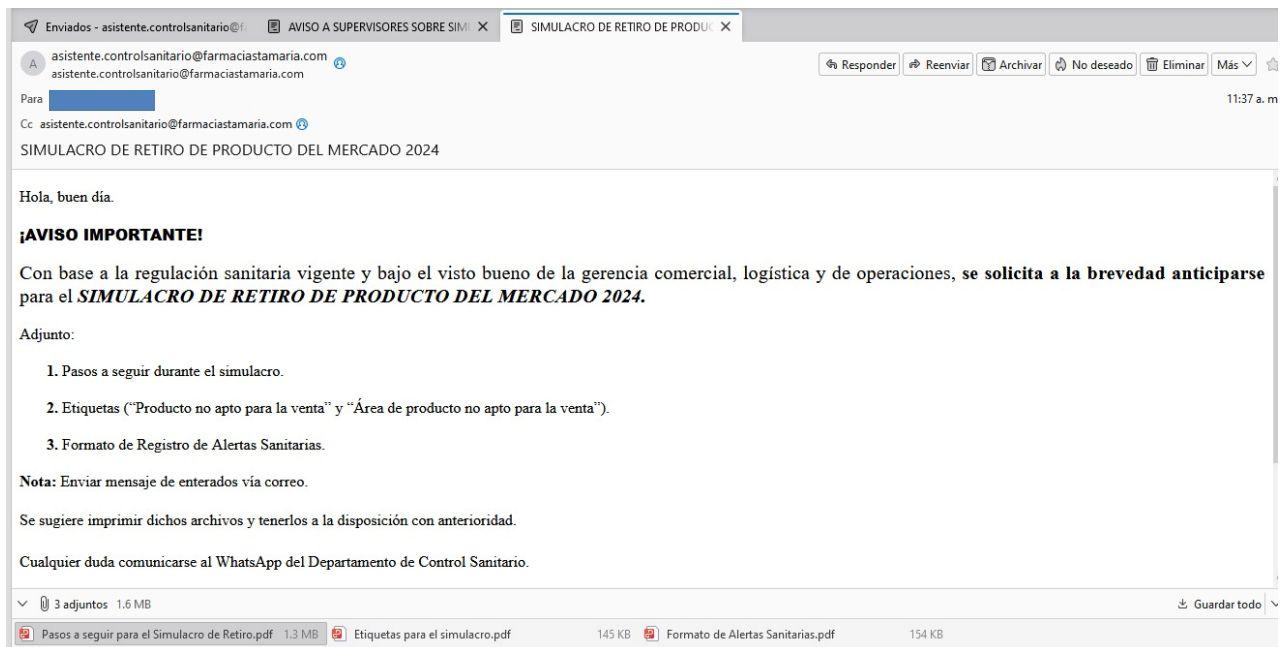 Enviados - asistente.controlsanitario@f
AVISO A SUPERVISORES SOBRE SIM
SIMULACRO DE RETIRO DE PRODUC
A
asistente.controlsanitario@farmaciastamaria.com
asistente.controlsanitario@farmaciastamaria.com
Responder
Reenviar
Archivar
No deseado
Eliminar
Más
Para
11:37 a. m
Cc asistente.controlsanitario@farmaciastamaria.com
SIMULACRO DE RETIRO DE PRODUCTO DEL MERCADO 2024
Hola, buen día.
¡AVISO IMPORTANTE!
Con base a la regulación sanitaria vigente y bajo el visto bueno de la gerencia comercial, logística y de operaciones, se solicita a la brevedad anticiparse
para el SIMULACRO DE RETIRO DE PRODUCTO DEL MERCADO 2024.
Adjunto:
1. Pasos a seguir durante el simulacro.
2. Etiquetas (“Producto no apto para la venta” y “Área de producto no apto para la venta”).
3. Formato de Registro de Alertas Sanitarias.
Nota: Enviar mensaje de enterados vía correo.
Se sugiere imprimir dichos archivos y tenerlos a la disposición con anterioridad.
Cualquier duda comunicarse al WhatsApp del Departamento de Control Sanitario.
3 adjuntos 1.6 MB
Guardar todo
Pasos a seguir para el Simulacro de Retiro.pdf 1.3 MB
Etiquetas para el simulacro.pdf 145 KB
Formato de Alertas Sanitarias.pdf 154 KB